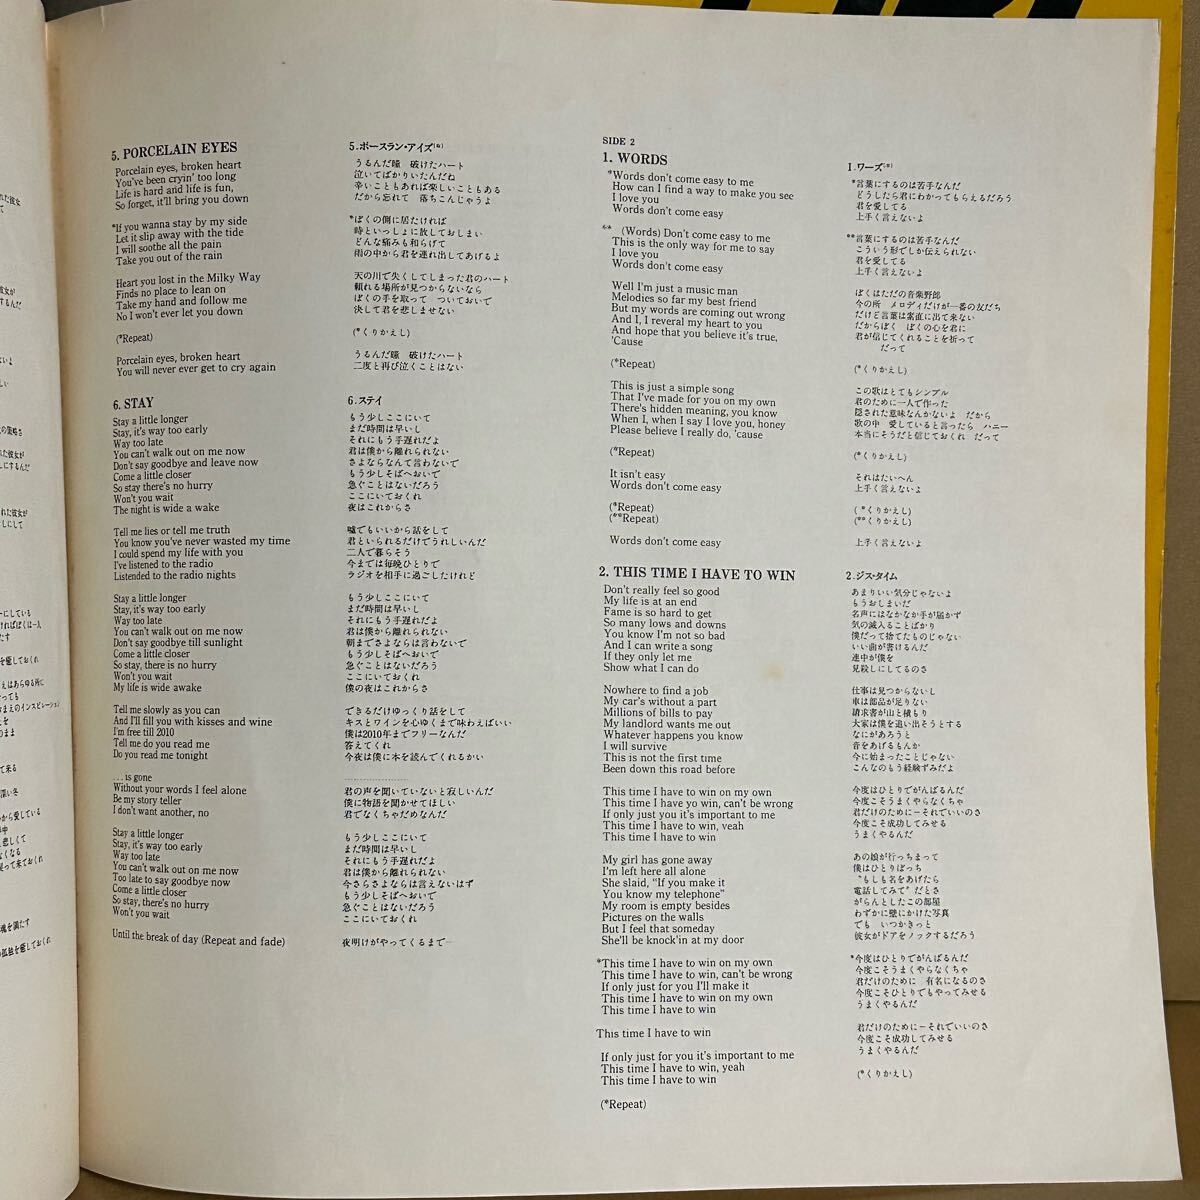 5. PORCELAIN EYES
Porcelain eyes, broken heart
You've been cryin' too long
Life is hard and life is fun,
So forget, it'll bring you down
*If you wanna stay by my side
Let it slip away with the tide
I will soothe all the pain
Take you out of the rain
Heart you lost in the Milky Way
Finds no place to lean on
Take my hand and follow me
No I won't ever let you down
(*Repeat)
Porcelain eyes, broken heart
You will never ever get to cry again
6. STAY
Stay a little longer
Stay, it's way too early
Way too late
You can't walk out on me now
Don't say goodbye and leave now
Come a little closer
So stay there's no hurry
Won't you wait
The night is wide a wake
Tell me lies or tell me truth
You know you've never wasted my time
I could spend my life with you
I've listened to the radio
Listended to the radio nights
Stay a little longer
Stay, it's way too early
Way too late
You can't walk out on me now
Don't say goodbye till sunlight
Come a little closer
So stay, there is no hurry
Won't you wait
My life is wide awake
Tell me slowly as you can
And I'll fill you with kisses and wine
I'm free till 2010
Tell me do you read me
Do you read me tonight
...is gone
Without your words I feel alone
Be my story teller
I don't want another, no
Stay a little longer
Stay, it's way too early
Way too late
You can't walk out on me now
Too late to say goodbye now
Come a little closer
So stay, there's no hurry
Won't you wait
Until the break of day (Repeat and fade)
5.ポースラン・アイズ
うるんだ瞳 破けたハート
泣いてばかりいたんだね
辛いこともあれば楽しいこともある
だから忘れて 落ちこんじゃうよ
*ぼくの側に居たければ
時といっしょに放しておしまい
どんな痛みも和らげて
雨の中から君を連れ出してあげるよ
天の川で失くしてしまった君のハート
頼れる場所が見つからないなら
ぼくの手を取って ついておいで
決して君を悲しませない
(*くりかえし)
うるんだ瞳 破けたハート
二度と再び泣くことはない
6.ステイ
もう少しここにいて
まだ時間は早いし
それにもう手遅れだよ
君は僕から離れられない
さよならなんて言わないで
もう少しそばへおいで
急ぐことはないだろう
ここにいておくれ
夜はこれからさ
嘘でもいいから話をして
君といられるだけでうれしいんだ
二人で暮らそう
今までは毎晩ひとりで
ラジオを相手に過ごしたけれど
もう少しここにいて
まだ時間は早いし
それにもう手遅れだよ
君は僕から離れられない
朝までさよならは言わないで
もう少しそばへおいで
急ぐことはないだろう
ここにいておくれ
僕の夜はこれからさ
できるだけゆっくり話をして
キスとワインを心ゆくまで味わえばいい
僕は2010年までフリーなんだ
答えてくれ
今夜は僕に本を読んでくれるかい
………………
君の声を聞いていないと寂しいんだ
僕に物語を聞かせてほしい
君でなくちゃだめなんだ
もう少しここにいて
まだ時間は早いし
それにもう手遅れだよ
君は僕から離れられない
今さらさよならは言えないはず
もう少しそばへおいで
急ぐことはないだろう
ここにいておくれ
夜明けがやってくるまで…
SIDE 2
1. WORDS
*Words don't come easy to me
How can I find a way to make you see
I love you
Words don't come easy
** (Words) Don't come easy to me
This is the only way for me to say
I love you
Words don't come easy
Well I'm just a music man
Melodies so far my best friend
But my words are coming out wrong
And I, I reveral my heart to you
And hope that you believe it's true,
'Cause
(*Repeat)
This is just a simple song
That I've made for you on my own
There's hidden meaning, you know
When I, when I say I love you, honey
Please believe I really do, 'cause
(*Repeat)
It isn't easy
Words don't come easy
(*Repeat)
(**Repeat)
Words don't come easy
2. THIS TIME I HAVE TO WIN
Don't really feel so good
My life is at an end
Fame is so hard to get
So many lows and downs
You know I'm not so bad
And I can write a song
If they only let me
Show what I can do
Nowhere to find a job
My car's without a part
Millions of bills to pay
My landlord wants me out
Whatever happens you know
I will survive
This is not the first time
Been down this road before
This time I have to win on my own
This time I have yo win, can't be wrong
If only just you it's important to me
This time I have to win, yeah
This time I have to win
My girl has gone away
I'm left here all alone
She slaid, "If you make it
You know my telephone"
My room is empty besides
Pictures on the walls
But I feel that someday
She'll be knock'in at my door
*This time I have to win on my own
This time I have to win, can't be wrong
If only just for you I'll make it
This time I have to win on my own
This time I have to win
This time I have to win
If only just for you it's important to me
This time I have to win, yeah
This time I have to win
(*Repeat)
1.ワーズ
*言葉にするのは苦手なんだ
どうしたら君にわかってもらえるだろう
君を愛してる
上手く言えないよ
**言葉にするのは苦手なんだ
こういう形でしか伝えられない
君を愛してる
上手く言えないよ
ぼくはただの音楽野郎
今の所 メロディだけが一番の友だち
だけど言葉は素直に出て来ない
だからぼく ぼくの心を君に
君が信じてくれることを祈って
だって
(*くりかえし)
この歌はとてもシンプル
君のために一人で作った
隠された意味なんかないよ だから
歌の中 愛していると言ったら ハニー
本当にそうだと信じておくれ だって
(*くりかえし)
それはたいへん
上手く言えないよ
(*くりかえし)
(**くりかえし)
上手く言えないよ
2.ジス・タイム
あまりいい気分じゃないよ
もうおしまいだ
名声にはなかなか手が届かず
気の滅入ることばかり
僕だって捨てたものじゃない
いい曲が書けるんだ
連中が僕を
見殺しにしてるのさ
仕事は見つからないし
車は部品が足りない
請求書が山と積もり
大家は僕を追い出そうとする
なにがあろうと
音をあげるもんか
今に始まったことじゃない
こんなのもう経験ずみだよ
今度はひとりでがんばるんだ
今度こそうまくやらなくちゃ
君だけのために－それでいいのさ
今度こそ成功してみせる
うまくやるんだ
あの娘が行っちまって
僕はひとりぼっち
"もしも名をあげたら
電話してみて"だとさ
がらんとしたこの部屋
わずかに壁にかけた写真
でも いつかきっと
彼女がドアをノックするだろう
*今度はひとりでがんばるんだ
今度こそうまくやらなくちゃ
君だけのために 有名になるのさ
今度こそひとりでもやってみせる
うまくやるんだ
君だけのために－それでいいのさ
今度こそ成功してみせる
うまくやるんだ
(*くりかえし)